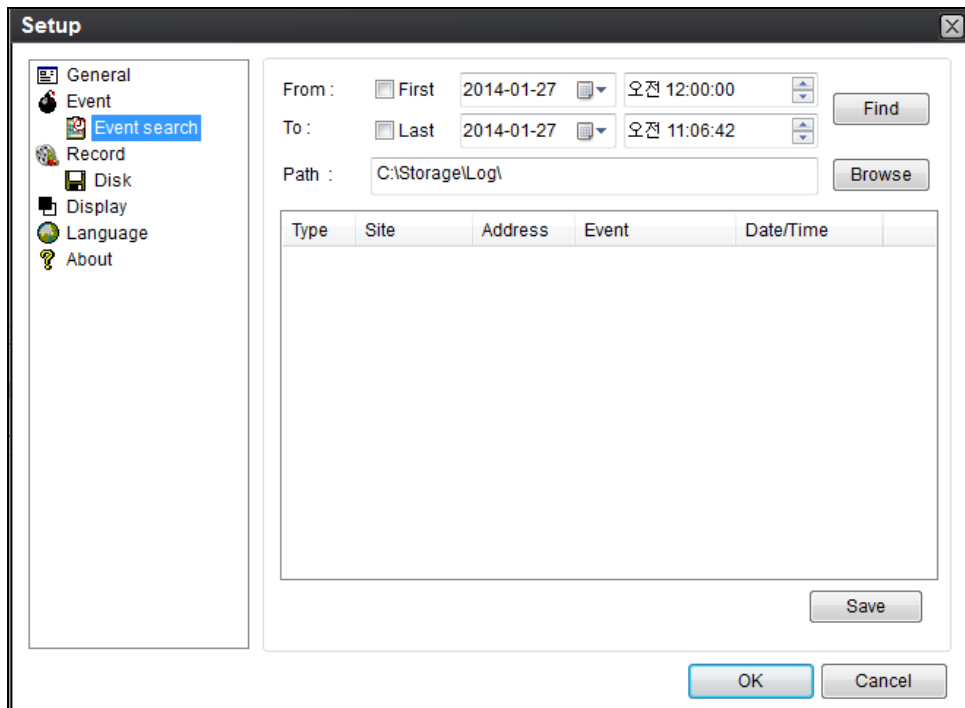 Setup
General
Event
Event search
Record
Disk
Display
Language
About
From : First 2014-01-27 오전 12:00:00 Find
To : Last 2014-01-27 오전 11:06:42
Path : C:\Storage\Log\ Browse
Type Site Address Event Date/Time
Save
OK Cancel